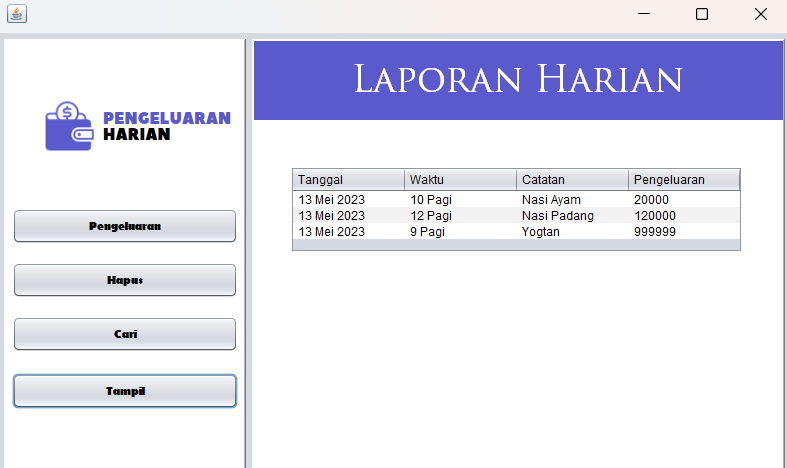 PENGELUARAN
HARIAN
Pengeluaran
Hapus
Cari
Tampil
LAPORAN HARIAN
Tanggal Waktu Catatan Pengeluaran
13 Mei 2023 10 Pagi Nasi Ayam 20000
13 Mei 2023 12 Pagi Nasi Padang 120000
13 Mei 2023 9 Pagi Yogtan 999999